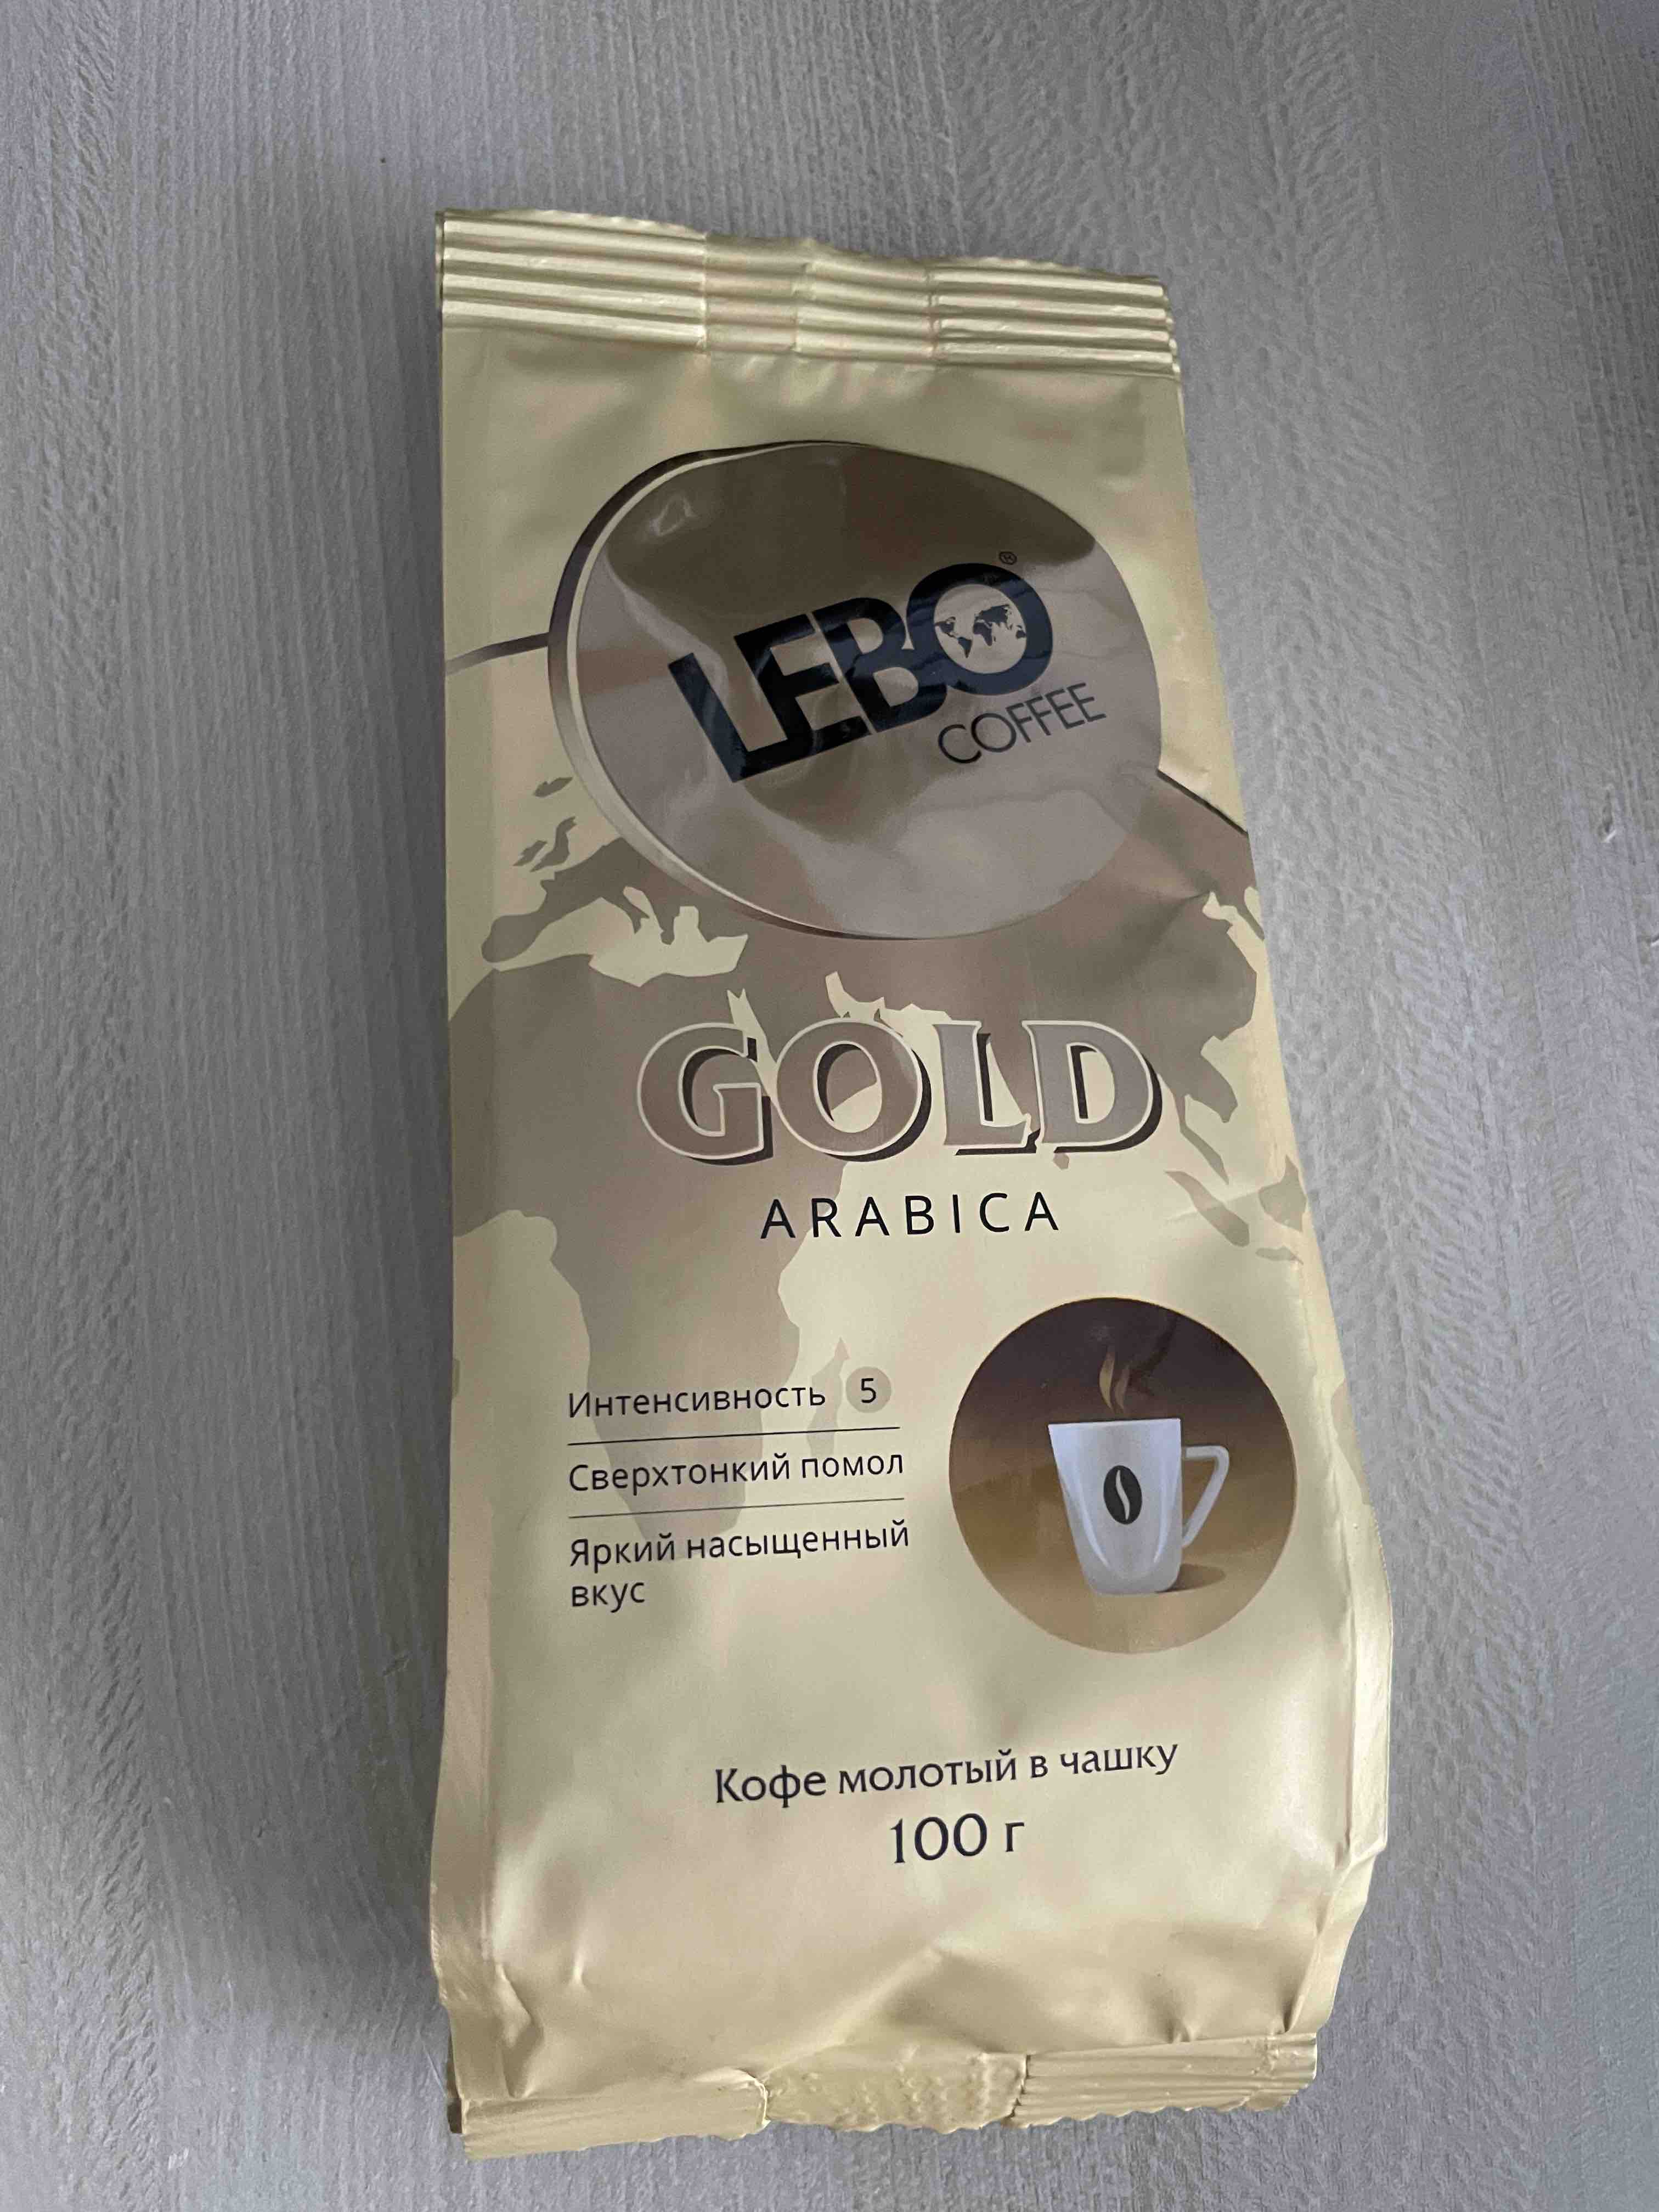 LEBO®
COFFEE
GOLD
ARABICA
Интенсивность 5
Сверхтонкий помол
Яркий насыщенный
вкус
Кофе молотый в чашку
100 г